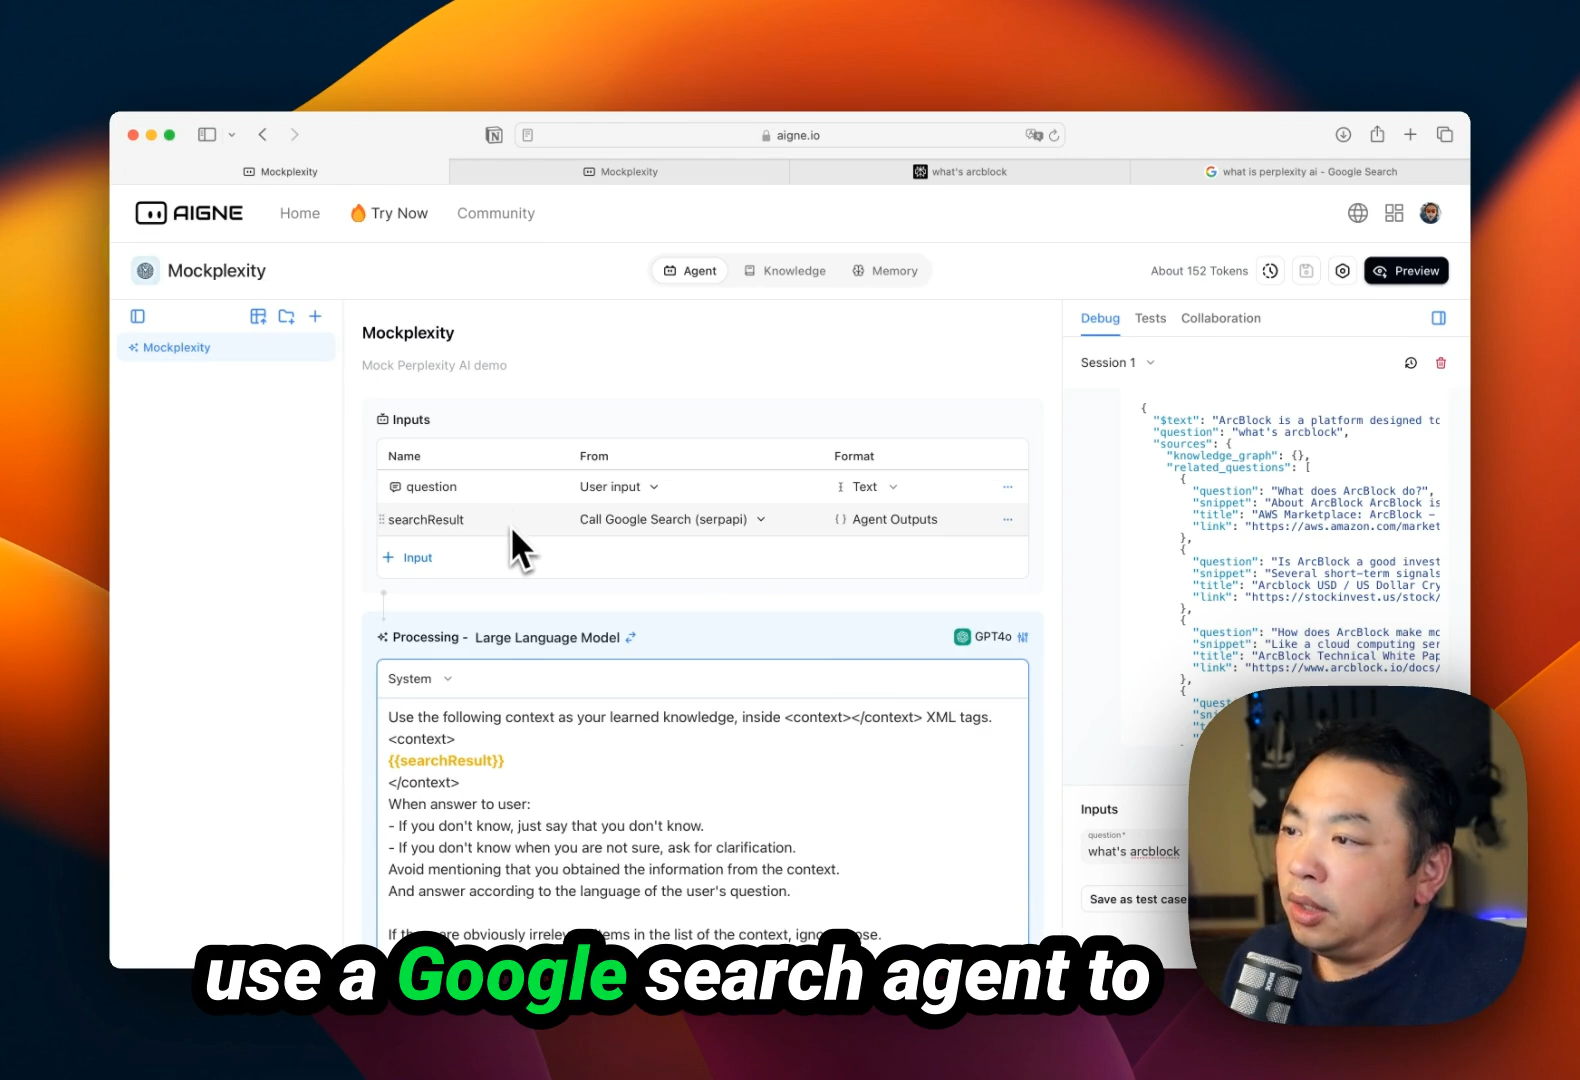 aigne.io
Mockplexity
Mockplexity
what's arcblock
what is perplexity ai - Google Search
AIGNE
Home
Try Now
Community
Mockplexity
Agent
Knowledge
Memory
About 152 Tokens
Preview
Mockplexity
Mockplexity
Mock Perplexity AI demo
Inputs
Name From Format
question User input Text
searchResult Call Google Search (serpapi) { } Agent Outputs
+ Input
Processing - Large Language Model
GPT4o
System
Use the following context as your learned knowledge, inside <context></context> XML tags.
<context>
{{searchResult}}
</context>
When answer to user:
- If you don't know, just say that you don't know.
- If you don't know when you are not sure, ask for clarification.
Avoid mentioning that you obtained the information from the context.
And answer according to the language of the user's question.
If obviously in the list of the context,
Debug Tests Collaboration
Session 1
{
"$text": "ArcBlock is a platform designed to
"question": "what's arcblock",
"sources": {
"knowledge_graph": {},
"related_questions": [
{
"question": "What does ArcBlock do?",
"snippet": "About ArcBlock ArcBlock is
"title": "AWS Marketplace: ArcBlock -
"link": "https://aws.amazon.com/market
},
{
"question": "Is ArcBlock a good invest
"snippet": "Several short-term signals
"title": "Arcblock USD / US Dollar Cry
"link": "https://stockinvest.us/stock/
},
{
"question": "How does ArcBlock make mo
"snippet": "Like a cloud computing ser
"title": "ArcBlock Technical White Pap
"link": "https://www.arcblock.io/docs/
},
{
Inputs
question*
what's arcblock
Save as test case
use a Google search agent to